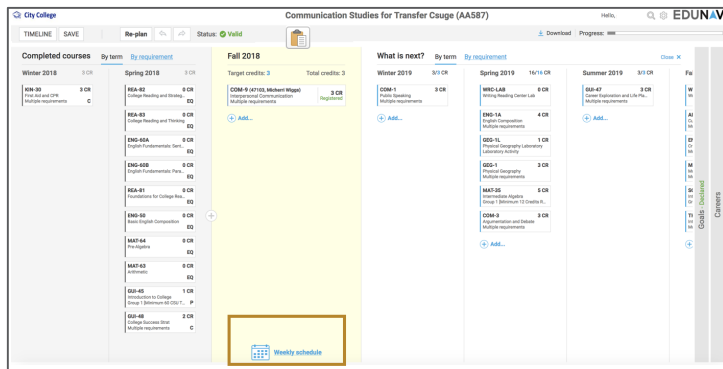 City College
Communication Studies for Transfer Csuge (AA587)
Hello,
EDUNAV
TIMELINE
SAVE
Re-plan
Status: Valid
Download
Progress:
Completed courses
By term
By requirement
Winter 2018 3 CR
KIN-30 3 CR
First Aid and CPR
Multiple requirements C
Spring 2018 3 CR
REA-82 0 CR
College Reading and Strateg...
EQ
REA-83 0 CR
College Reading and Thinking
EQ
ENG-60A 0 CR
English Fundamentals: Sent...
EQ
ENG-60B 0 CR
English Fundamentals: Para...
EQ
REA-81 0 CR
Foundations for College Rea...
EQ
ENG-50 0 CR
Basic English Composition
EQ
MAT-64 0 CR
Pre-Algebra
EQ
MAT-63 0 CR
Arithmetic
EQ
GUI-45 1 CR
Introduction to College
Group 1 (Minimum 60 CSU T... P
GUI-48 2 CR
College Success Strat
Multiple requirements C
Fall 2018
Target credits: 3 Total credits: 3
COM-9 (47103, Micherri Wiggs) 3 CR
Interpersonal Communication Registered
Multiple requirements
Add...
Weekly schedule
What is next?
By term
By requirement
Close X
Winter 2019 3/3 CR
COM-1 3 CR
Public Speaking
Multiple requirements
Add...
Spring 2019 16/16 CR
WRC-LAB 0 CR
Writing Reading Center Lab
ENG-1A 4 CR
English Composition
Multiple requirements
GEG-1L 1 CR
Physical Geography Laboratory
Laboratory Activity
GEG-1 3 CR
Physical Geography
Multiple requirements
MAT-35 5 CR
Intermediate Algebra
Group 1 (Minimum 12 Credits R...
COM-3 3 CR
Argumentation and Debate
Multiple requirements
Add...
Summer 2019 3/3 CR
GUI-47 3 CR
Career Exploration and Life Pla...
Multiple requirements
Add...
Fal
Goals - Declared
Careers